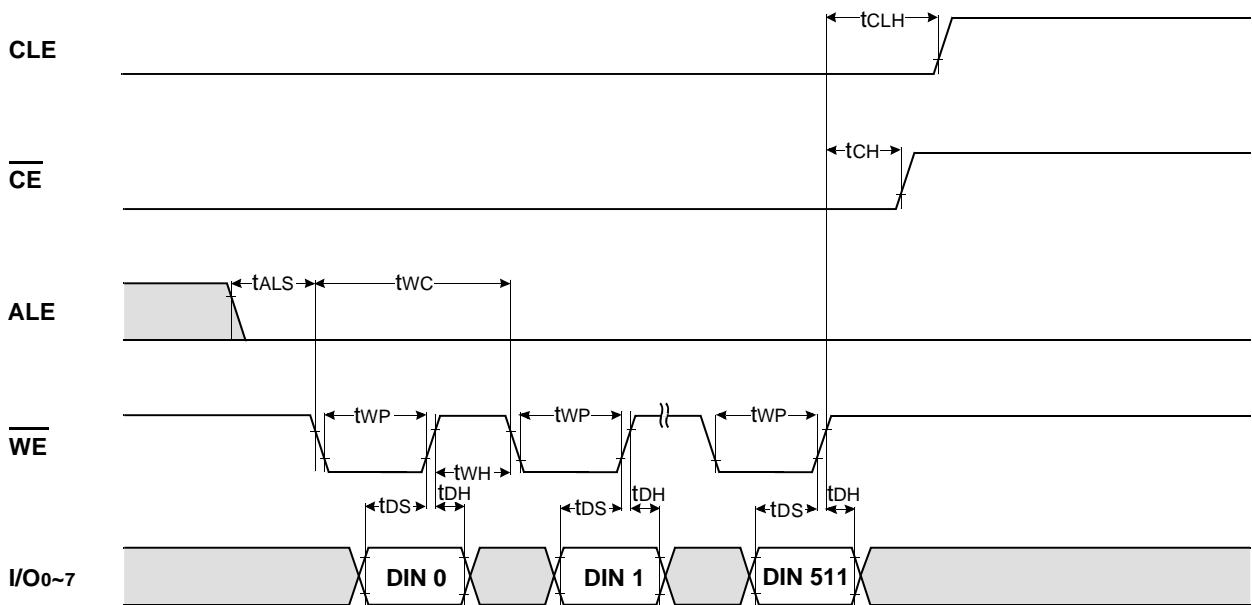 tCLH
CLE
tCH
CE
tALS
tWC
ALE
tWP
tWP
tWP
WE
tWH
tDS
tDH
tDS
tDH
tDS
tDH
I/O0~7
DIN 0
DIN 1
DIN 511